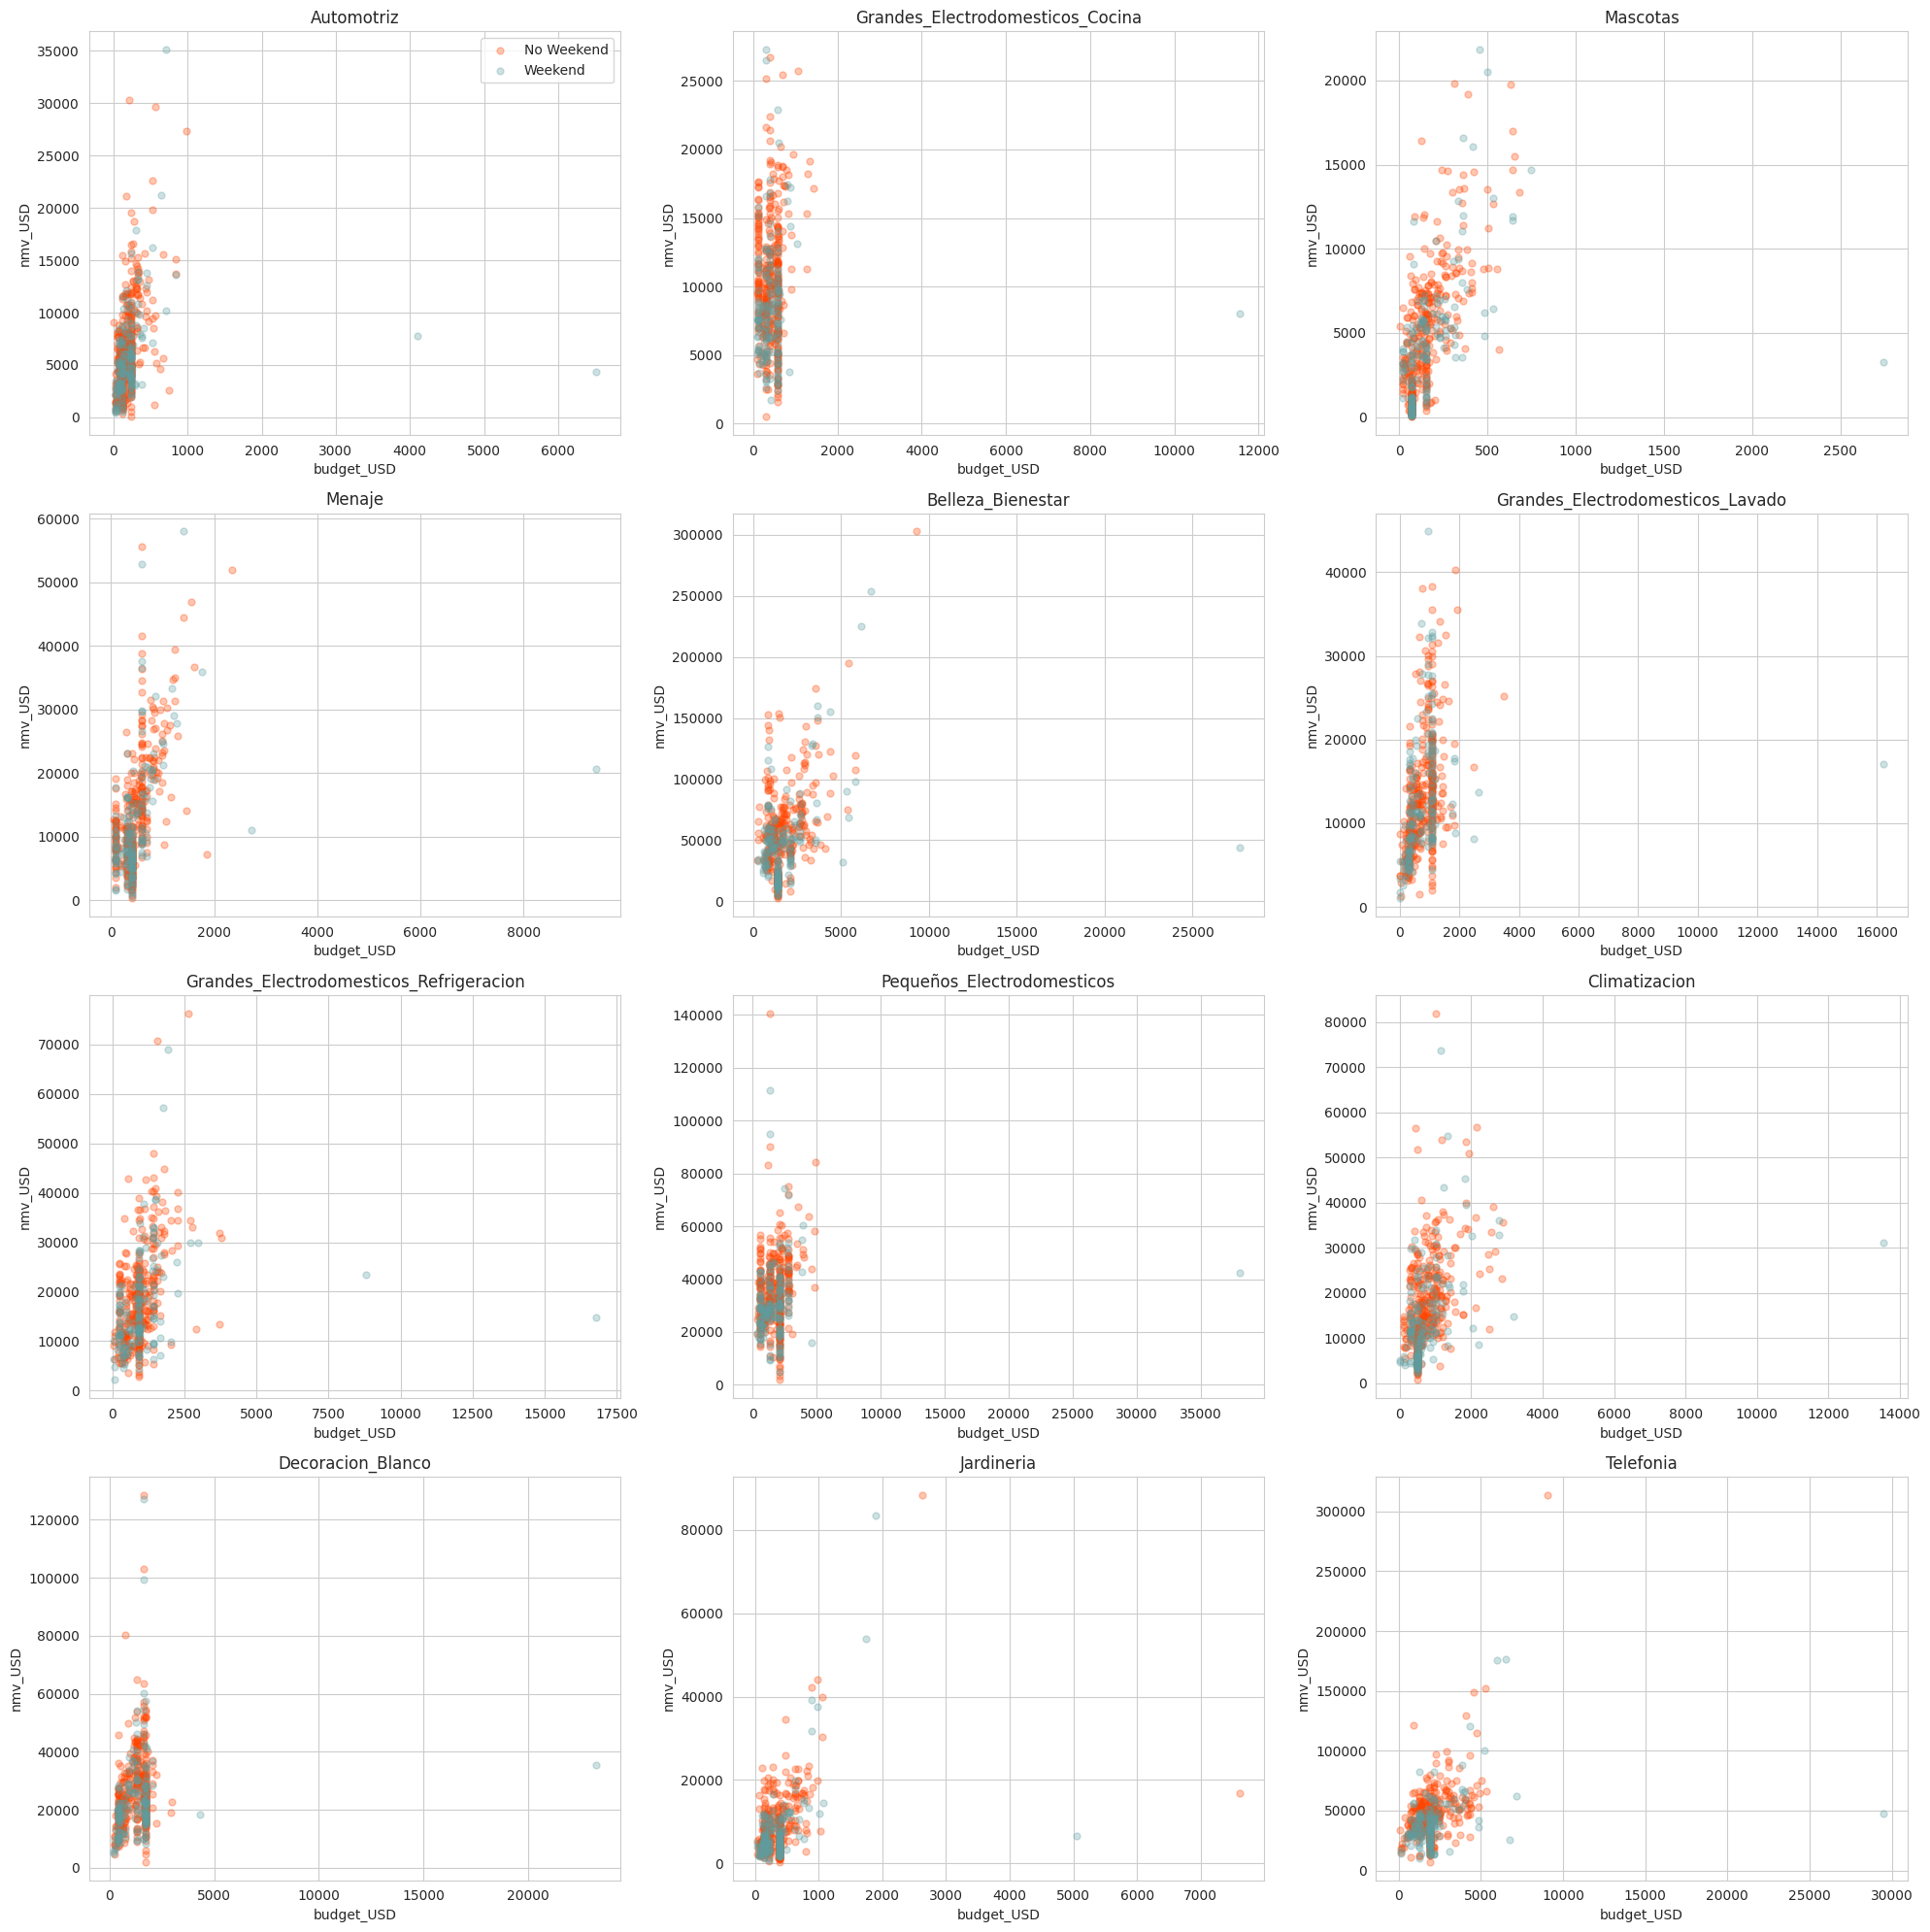 Automotriz
35000
30000
25000
20000
15000
10000
5000
0
nmv_USD
No Weekend
Weekend
0 1000 2000 3000 4000 5000 6000
budget_USD
Grandes_Electrodomesticos_Cocina
25000
20000
15000
10000
5000
0
nmv_USD
0 2000 4000 6000 8000 10000 12000
budget_USD
Mascotas
20000
15000
10000
5000
0
nmv_USD
0 500 1000 1500 2000 2500
budget_USD
Menaje
60000
50000
40000
30000
20000
10000
0
nmv_USD
0 2000 4000 6000 8000
budget_USD
Belleza_Bienestar
300000
250000
200000
150000
100000
50000
0
nmv_USD
0 5000 10000 15000 20000 25000
budget_USD
Grandes_Electrodomesticos_Lavado
40000
30000
20000
10000
0
nmv_USD
0 2000 4000 6000 8000 10000 12000 14000 16000
budget_USD
Grandes_Electrodomesticos_Refrigeracion
70000
60000
50000
40000
30000
20000
10000
0
nmv_USD
0 2500 5000 7500 10000 12500 15000 17500
budget_USD
Pequeños_Electrodomesticos
140000
120000
100000
80000
60000
40000
20000
0
nmv_USD
0 5000 10000 15000 20000 25000 30000 35000
budget_USD
Climatizacion
80000
70000
60000
50000
40000
30000
20000
10000
0
nmv_USD
0 2000 4000 6000 8000 10000 12000 14000
budget_USD
Decoracion_Blanco
120000
100000
80000
60000
40000
20000
0
nmv_USD
0 5000 10000 15000 20000
budget_USD
Jardineria
80000
60000
40000
20000
0
nmv_USD
0 1000 2000 3000 4000 5000 6000 7000
budget_USD
Telefonia
300000
250000
200000
150000
100000
50000
0
nmv_USD
0 5000 10000 15000 20000 25000 30000
budget_USD